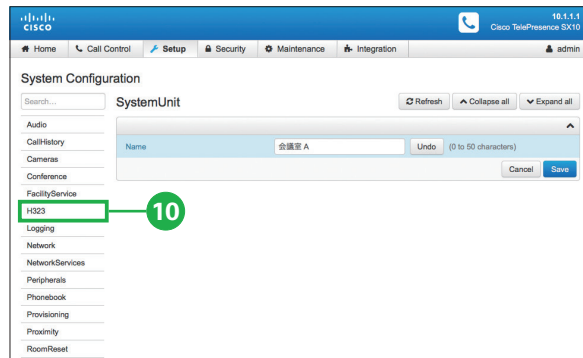 CISCO
10.1.1.1
Cisco TelePresence SX10
Home Call Control Setup Security Maintenance Integration admin
System Configuration
Search...
SystemUnit
Refresh Collapse all Expand all
Audio
CallHistory
Name 会議室 A Undo (0 to 50 characters)
Cameras
Cancel Save
Conference
FacilityService
H323
10
Logging
Network
NetworkServices
Peripherals
Phonebook
Provisioning
Proximity
RoomReset